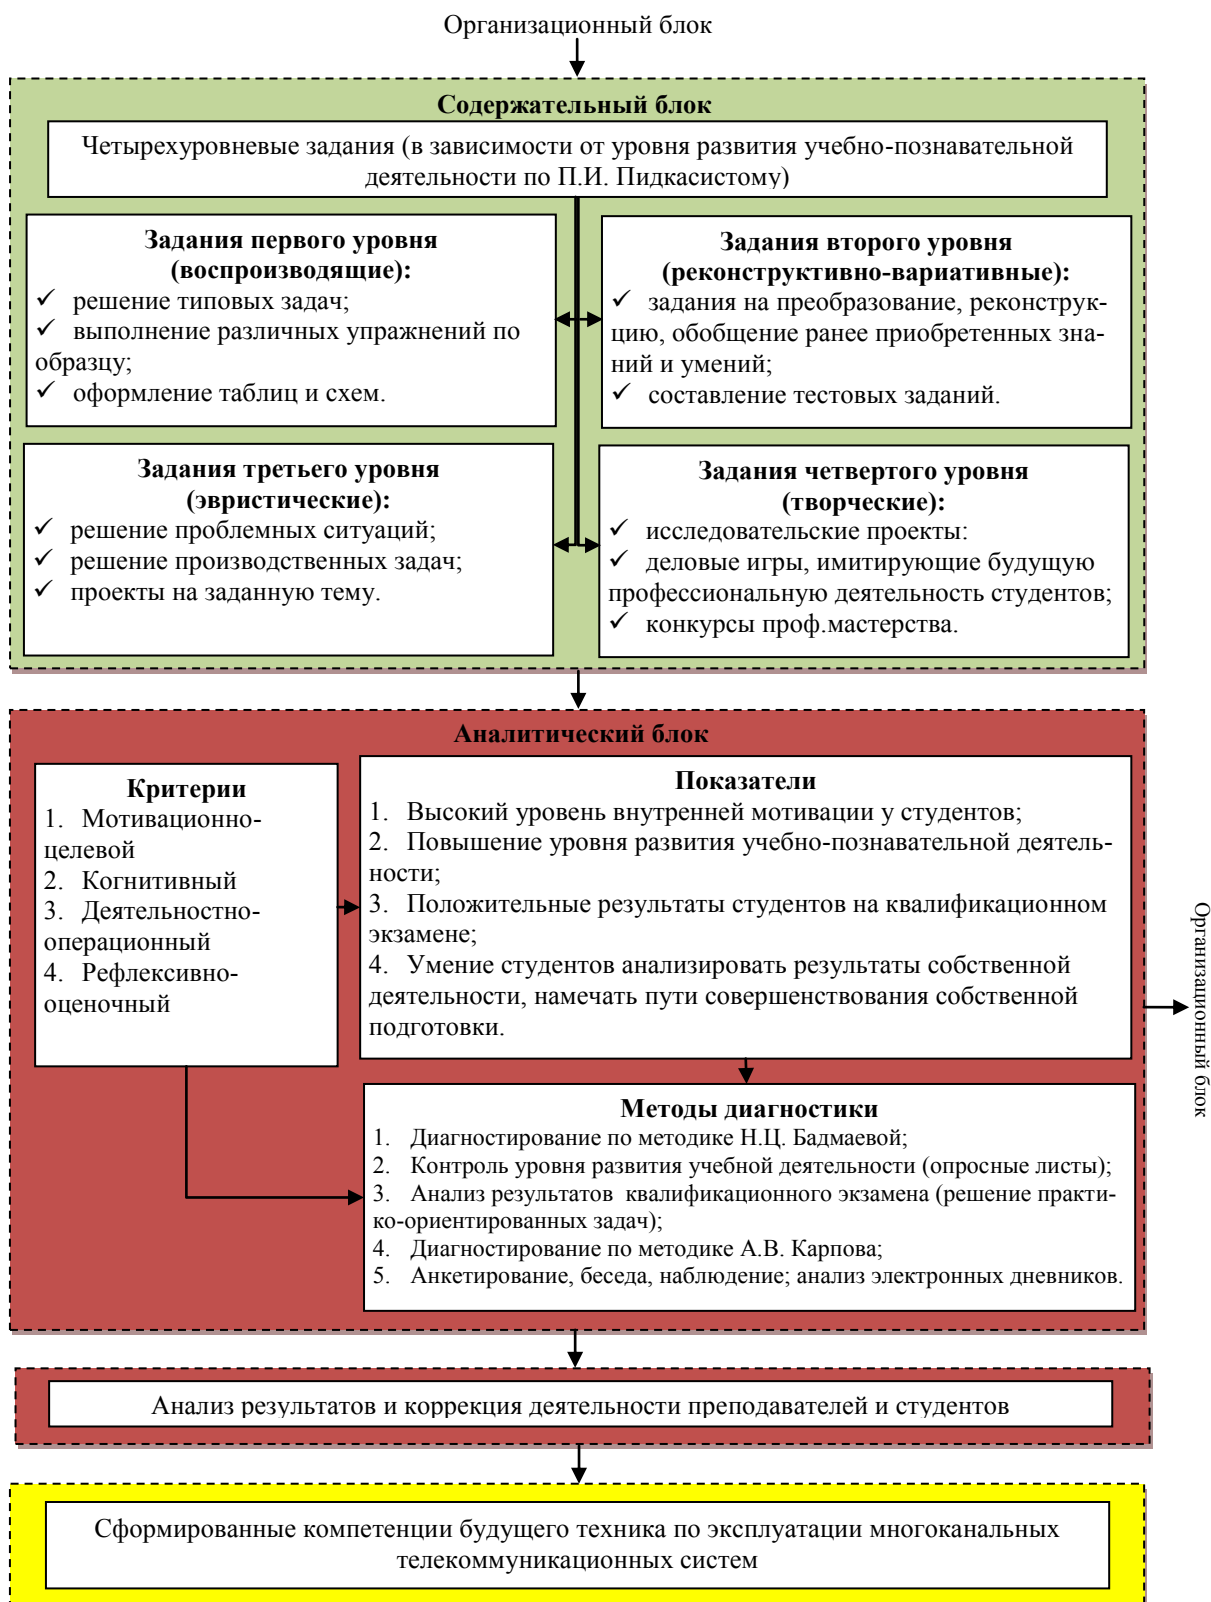 Организационный блок
Содержательный блок
Четырехуровневые задания (в зависимости от уровня развития учебно-познавательной
деятельности по П.И. Пидкасистому)
Задания первого уровня
(воспроизводящие):
✓ решение типовых задач;
✓ выполнение различных упражнений по
образцу;
✓ оформление таблиц и схем.
Задания второго уровня
(реконструктивно-вариативные):
✓ задания на преобразование, реконструк-
цию, обобщение ранее приобретенных зна-
ний и умений;
✓ составление тестовых заданий.
Задания третьего уровня
(эвристические):
✓ решение проблемных ситуаций;
✓ решение производственных задач;
✓ проекты на заданную тему.
Задания четвертого уровня
(творческие):
✓ исследовательские проекты:
✓ деловые игры, имитирующие будущую
профессиональную деятельность студентов;
✓ конкурсы проф.мастерства.
Аналитический блок
Критерии
1. Мотивационно-
целевой
2. Когнитивный
3. Деятельностно-
операционный
4. Рефлексивно-
оценочный
Показатели
1. Высокий уровень внутренней мотивации у студентов;
2. Повышение уровня развития учебно-познавательной деятель-
ности;
3. Положительные результаты студентов на квалификационном
экзамене;
4. Умение студентов анализировать результаты собственной
деятельности, намечать пути совершенствования собственной
подготовки.
Организационный блок
Методы диагностики
1. Диагностирование по методике Н.Ц. Бадмаевой;
2. Контроль уровня развития учебной деятельности (опросные листы);
3. Анализ результатов квалификационного экзамена (решение практи-
ко-ориентированных задач);
4. Диагностирование по методике А.В. Карпова;
5. Анкетирование, беседа, наблюдение; анализ электронных дневников.
Анализ результатов и коррекция деятельности преподавателей и студентов
Сформированные компетенции будущего техника по эксплуатации многоканальных
телекоммуникационных систем